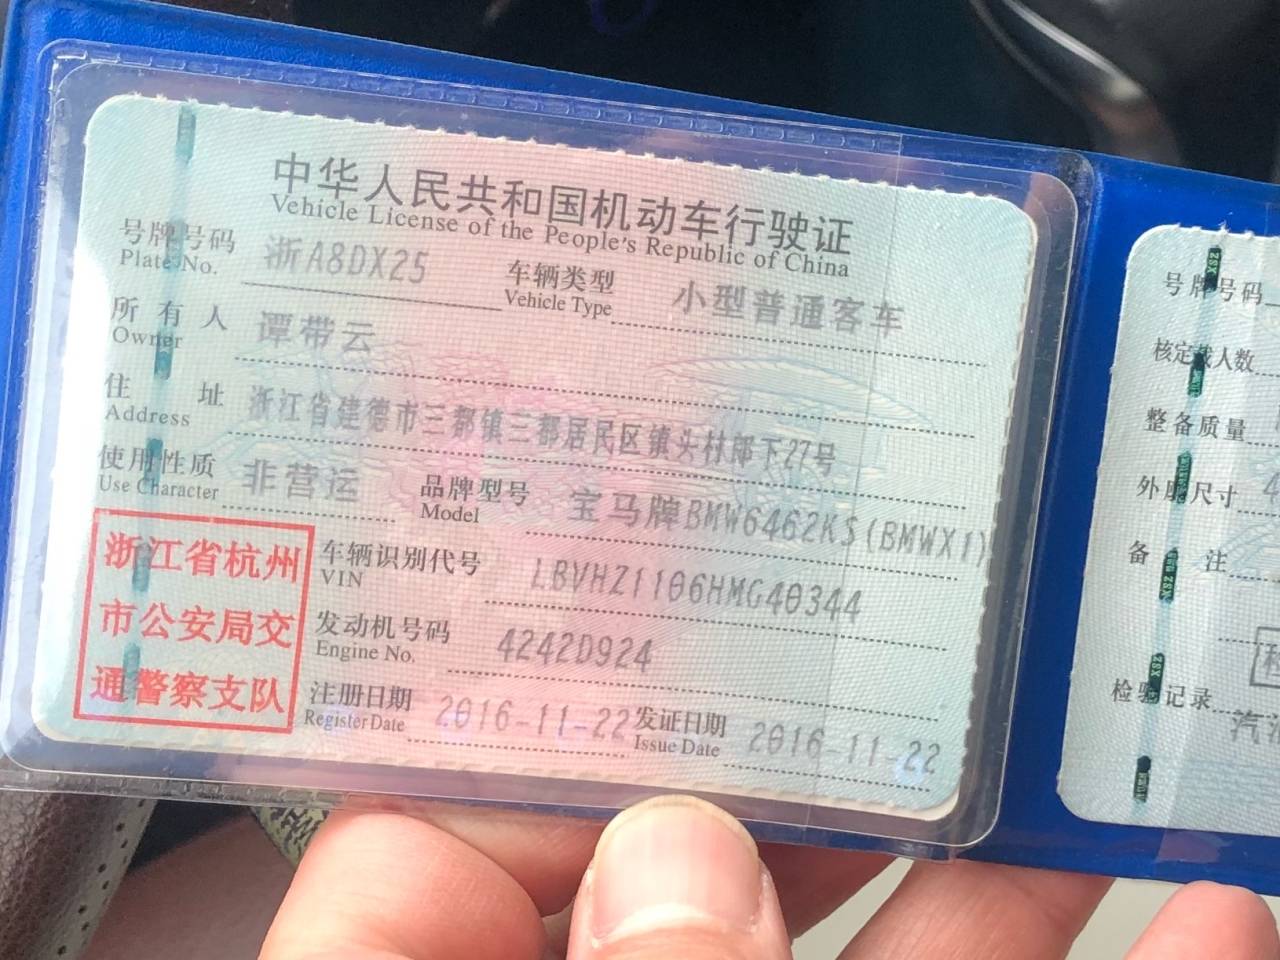 中华人民共和国机动车行驶证
Vehicle License of the People's Republic of China
号牌号码 浙A8DX25 车辆类型 小型普通客车
Plate No. Vehicle Type
所有人 谭带云
Owner
住址 浙江省建德市三都镇三都居民区镇头村郎下27号
Address
使用性质 非营运 品牌型号 宝马牌BMW6462KS(BMWX1)
Use Character Model
浙江省杭州
市公安局交
通警察支队
车辆识别代号 LBVHZ1106HMG40344
VIN
发动机号码 4242D924
Engine No.
注册日期 2016-11-22 发证日期 2016-11-22
Register Date Issue Date
号牌号码
核定载人数
整备质量
外廓尺寸
备注
检验记录